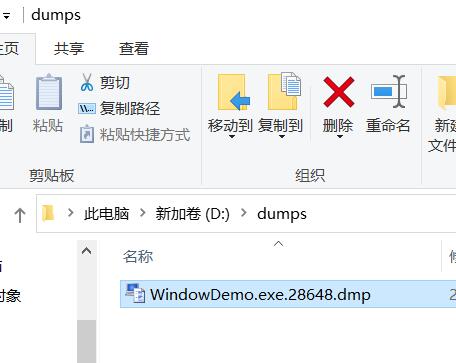 dumps
主页 共享 查看
制 粘贴 剪切
复制路径
粘贴快捷方式
移动到 复制到 删除 重命名 新建
文件
剪贴板 组织
此电脑 新加卷 (D:) dumps
名称 修
对象
WindowDemo.exe.28648.dmp 2